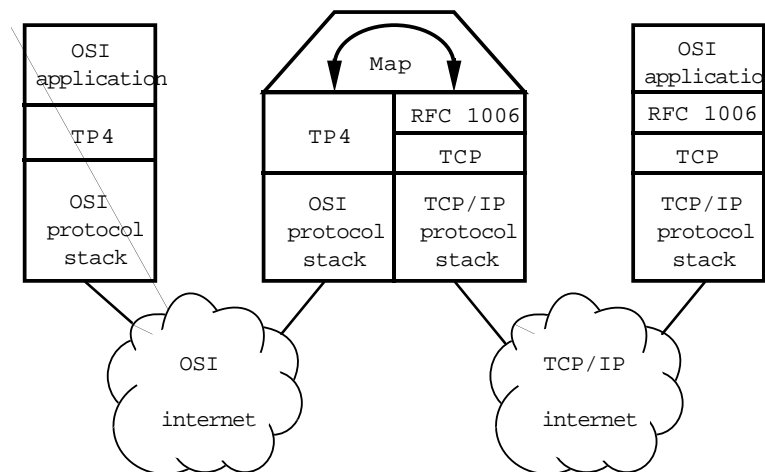 OSI
application
TP4
OSI
protocol
stack
Map
TP4
RFC 1006
TCP
OSI
protocol
stack
TCP/IP
protocol
stack
OSI
applicatio
RFC 1006
TCP
TCP/IP
protocol
stack
OSI
internet
TCP/IP
internet